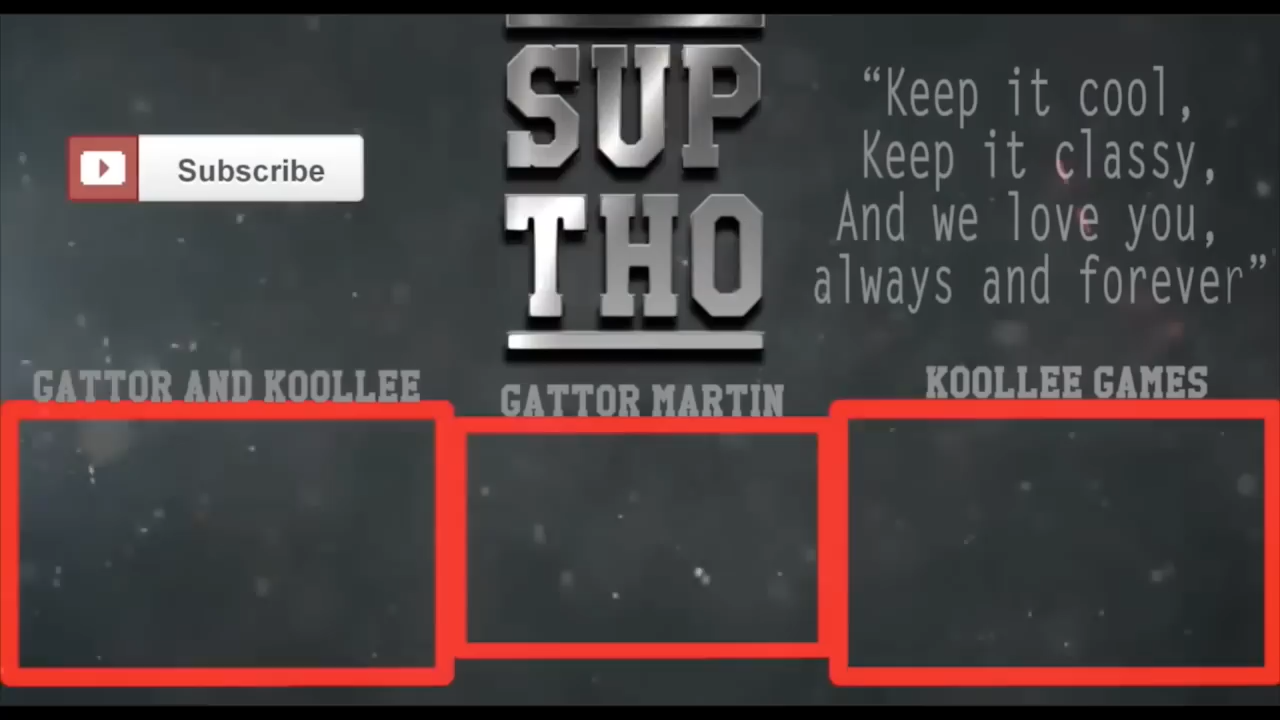 SUP
THO
Subscribe
“Keep it cool,
Keep it classy,
And we love you,
always and forever”
GATTOR AND KOOLLEE
GATTOR MARTIN
KOOLLEE GAMES